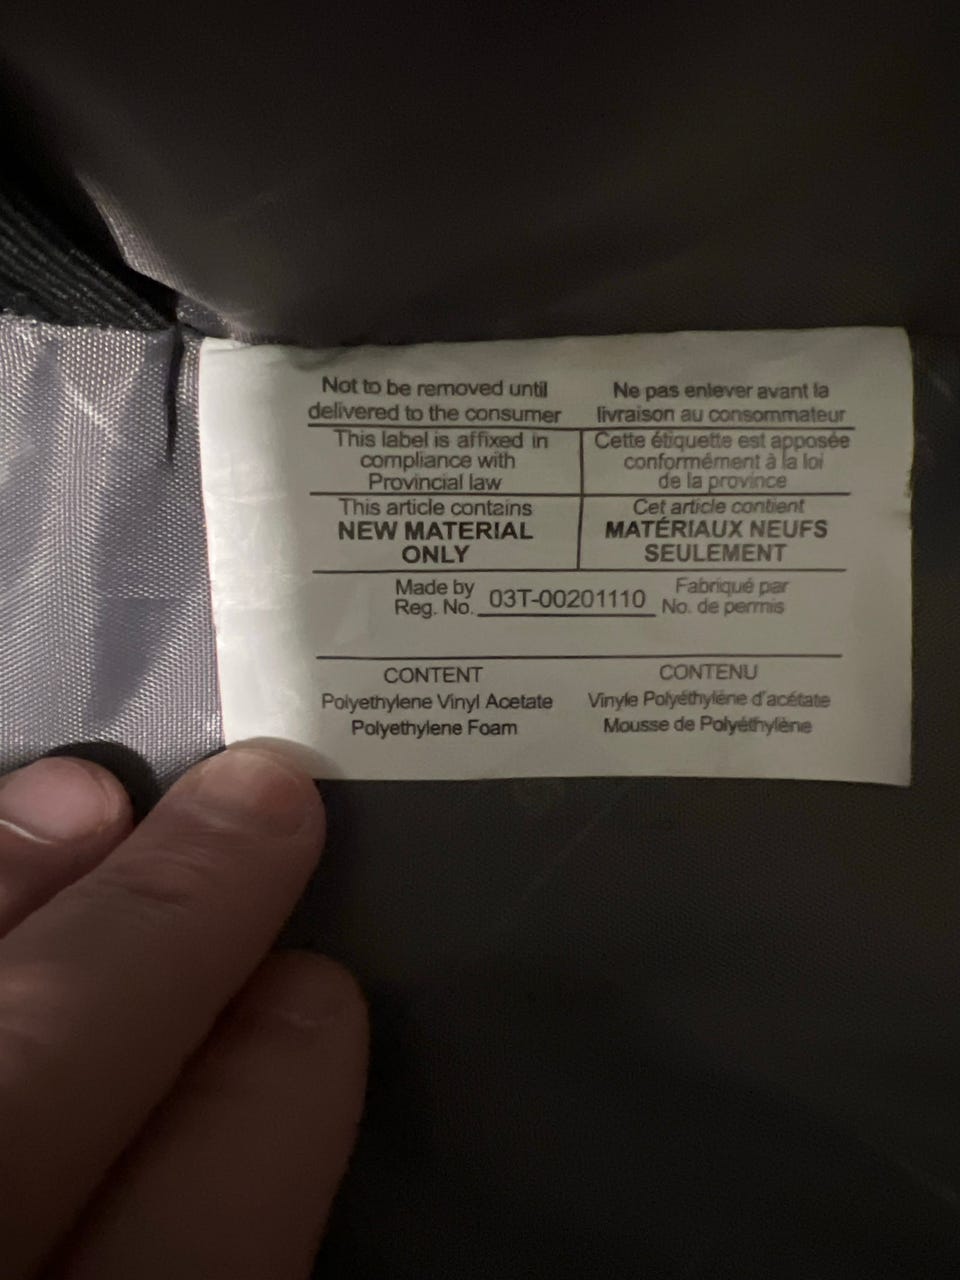 Not to be removed until
delivered to the consumer
Ne pas enlever avant la
livraison au consommateur
This label is affixed in
compliance with
Provincial law
Cette étiquette est apposée
conformément à la loi
de la province
This article contains
NEW MATERIAL
ONLY
Cet article contient
MATÉRIAUX NEUFS
SEULEMENT
Made by
Reg. No. 03T-00201110
Fabriqué par
No. de permis
CONTENT
Polyethylene Vinyl Acetate
Polyethylene Foam
CONTENU
Vinyle Polyéthylène d'acétate
Mousse de Polyéthylène